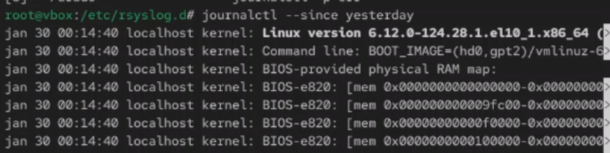 root@vbox:/etc/rsyslog.d# journalctl --since yesterday
jan 30 00:14:40 localhost kernel: Linux version 6.12.0-124.28.1.el10_1.x86_64 (>
jan 30 00:14:40 localhost kernel: Command line: BOOT_IMAGE=(hd0,gpt2)/vmlinuz-6>
jan 30 00:14:40 localhost kernel: BIOS-provided physical RAM map:
jan 30 00:14:40 localhost kernel: BIOS-e820: [mem 0x0000000000000000-0x00000000>
jan 30 00:14:40 localhost kernel: BIOS-e820: [mem 0x000000000009fc00-0x00000000>
jan 30 00:14:40 localhost kernel: BIOS-e820: [mem 0x00000000000f0000-0x00000000>
jan 30 00:14:40 localhost kernel: BIOS-e820: [mem 0x0000000000100000-0x00000000>